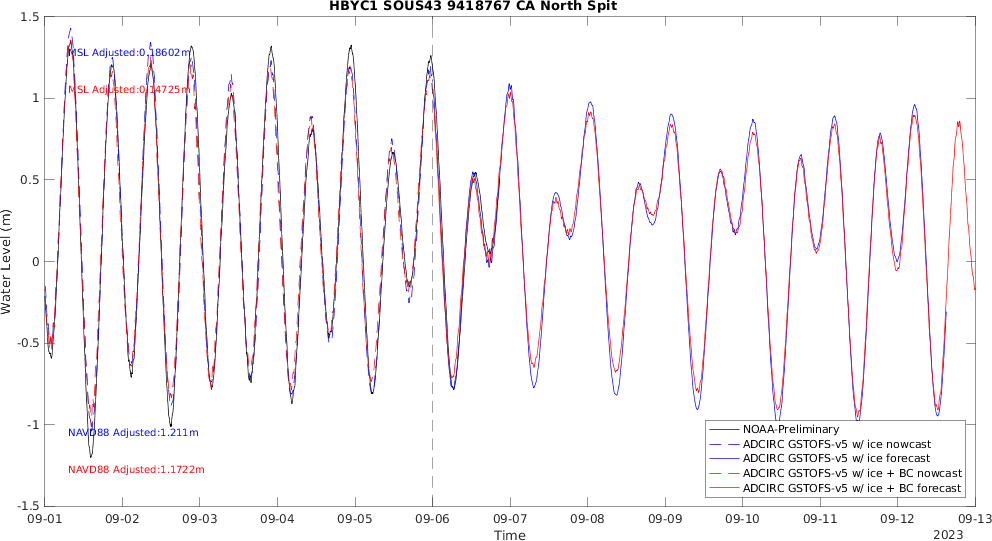 HBYC1 SOUS43 9418767 CA North Spit
1.5
1
0.5
0
-0.5
-1
-1.5
Water Level (m)
MSL Adjusted:0.18602m
MSL Adjusted:0.14725m
NAVD88 Adjusted:1.211m
NAVD88 Adjusted:1.1722m
NOAA-Preliminary
ADCIRC GSTOFS-v5 w/ ice nowcast
ADCIRC GSTOFS-v5 w/ ice forecast
ADCIRC GSTOFS-v5 w/ ice + BC nowcast
ADCIRC GSTOFS-v5 w/ ice + BC forecast
09-01 09-02 09-03 09-04 09-05 09-06 09-07 09-08 09-09 09-10 09-11 09-12 09-13
Time
2023